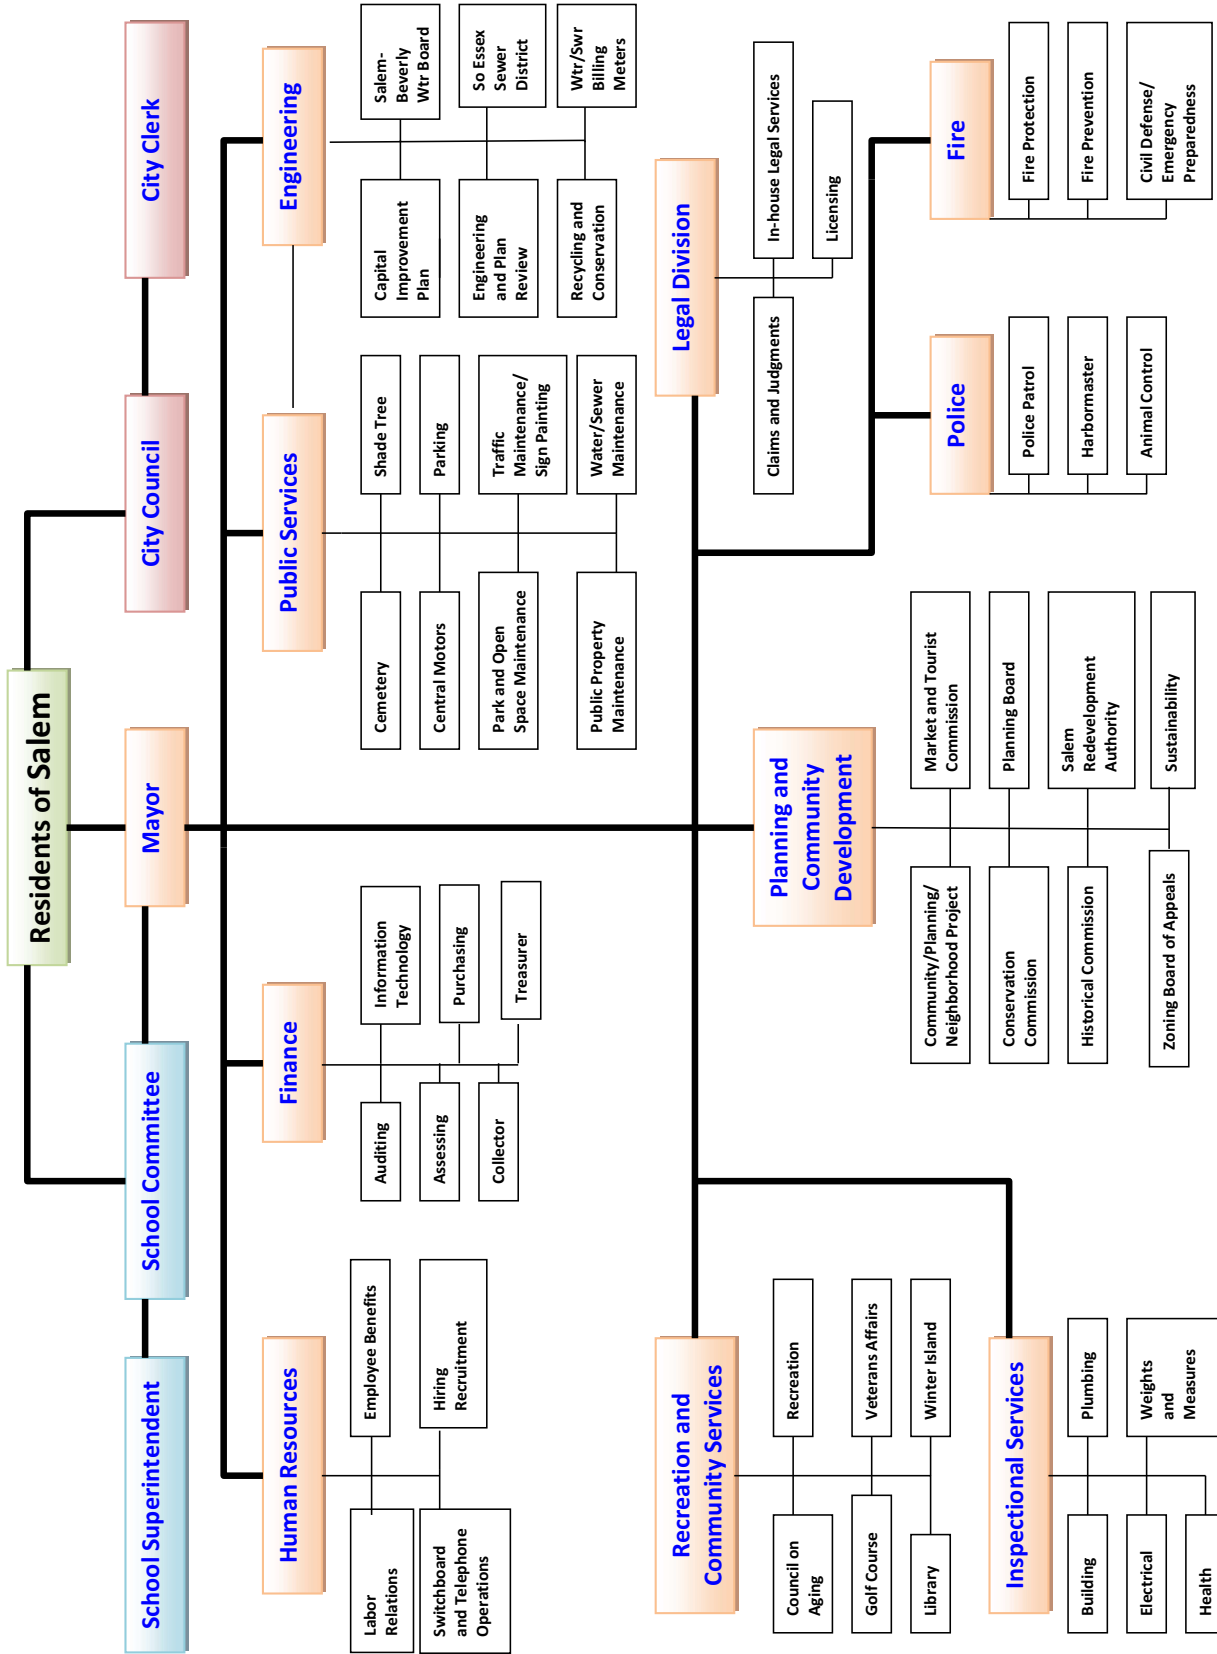 Residents of Salem
School Superintendent
School Committee
Mayor
City Council
City Clerk
Human Resources
Finance
Public Services
Engineering
Labor
Relations
Employee Benefits
Switchboard
and Telephone
Operations
Hiring
Recruitment
Auditing
Information
Technology
Assessing
Purchasing
Collector
Treasurer
Cemetery
Shade Tree
Central Motors
Parking
Park and Open
Space Maintenance
Traffic
Maintenance/
Sign Painting
Public Property
Maintenance
Water/Sewer
Maintenance
Capital
Improvement
Plan
Salem-
Beverly
Wtr Board
Engineering
and Plan
Review
So Essex
Sewer
District
Recycling and
Conservation
Wtr/Swr
Billing
Meters
Recreation and
Community Services
Council on
Aging
Recreation
Golf Course
Veterans Affairs
Library
Winter Island
Planning and
Community
Development
Community/Planning/
Neighborhood Project
Market and Tourist
Commission
Conservation
Commission
Planning Board
Historical Commission
Salem
Redevelopment
Authority
Zoning Board of Appeals
Sustainability
Legal Division
Claims and Judgments
In-house Legal Services
Licensing
Inspectional Services
Building
Plumbing
Electrical
Weights
and
Measures
Health
Police
Police Patrol
Harbormaster
Animal Control
Fire
Fire Protection
Fire Prevention
Civil Defense/
Emergency
Preparedness